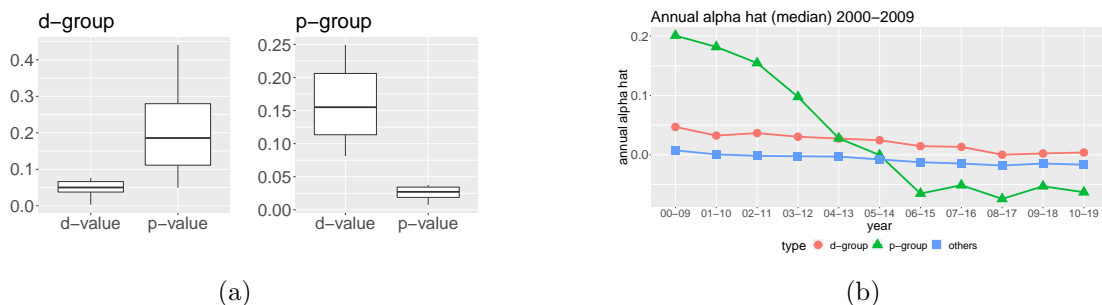 d-group
0.4
0.3
0.2
0.1
0.0
d-value p-value
p-group
0.25
0.20
0.15
0.10
0.05
0.00
d-value p-value
(a)
Annual alpha hat (median) 2000-2009
annual alpha hat
0.2
0.1
0.0
00-09 01-10 02-11 03-12 04-13 05-14 06-15 07-16 08-17 09-18 10-19
year
type d-group p-group others
(b)